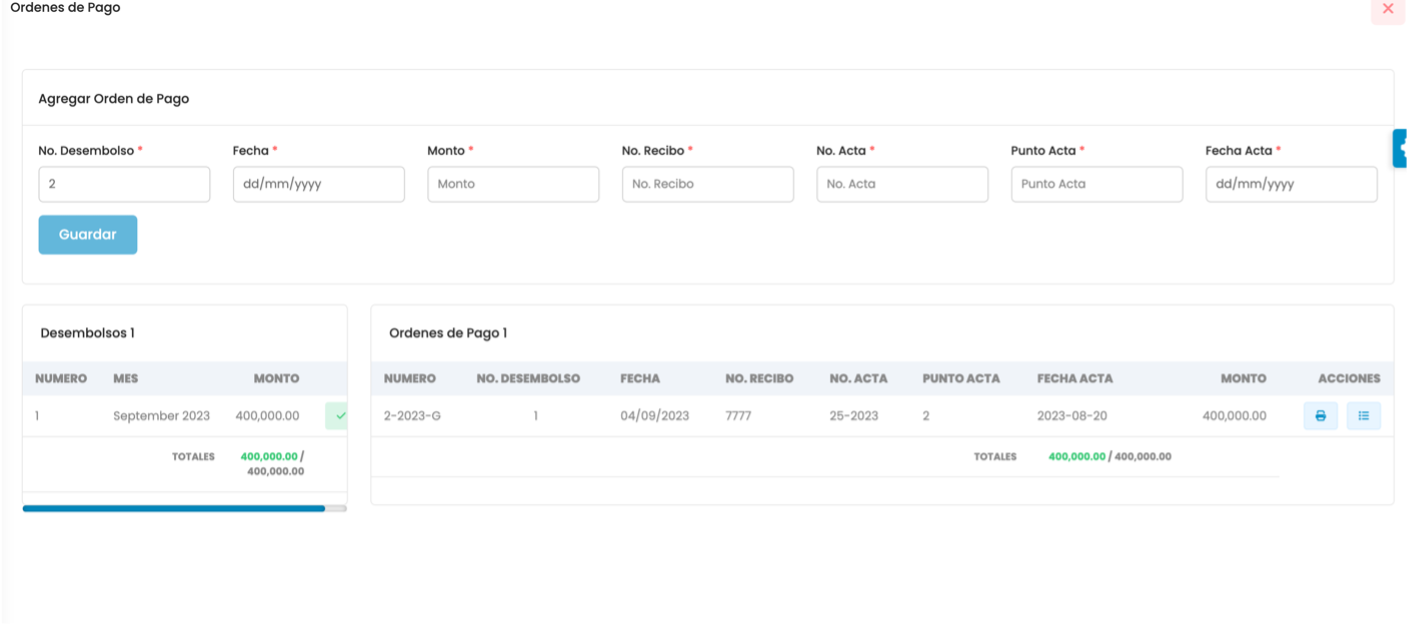 Ordenes de Pago
Agregar Orden de Pago
No. Desembolso * Fecha * Monto * No. Recibo * No. Acta * Punto Acta * Fecha Acta *
2 dd/mm/yyyy Monto No. Recibo No. Acta Punto Acta dd/mm/yyyy
Guardar
Desembolsos 1
NUMERO MES MONTO
1 September 2023 400,000.00
TOTALES 400,000.00 /
400,000.00
Ordenes de Pago 1
NUMERO NO. DESEMBOLSO FECHA NO. RECIBO NO. ACTA PUNTO ACTA FECHA ACTA MONTO ACCIONES
2-2023-G 1 04/09/2023 7777 25-2023 2 2023-08-20 400,000.00
TOTALES 400,000.00 / 400,000.00